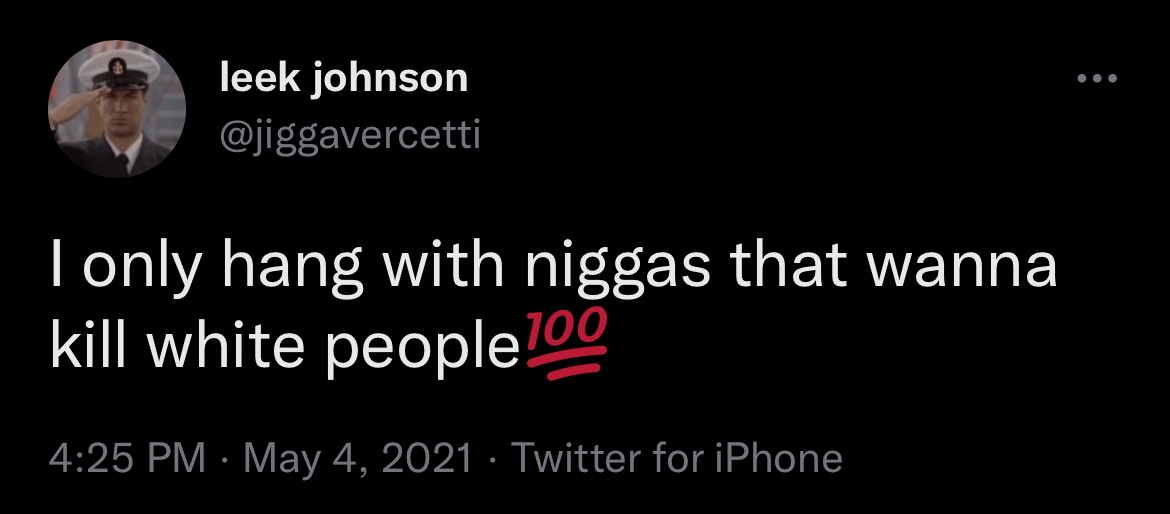 leek johnson
@jiggavercetti
I only hang with niggas that wanna
kill white people💯
4:25 PM · May 4, 2021 · Twitter for iPhone